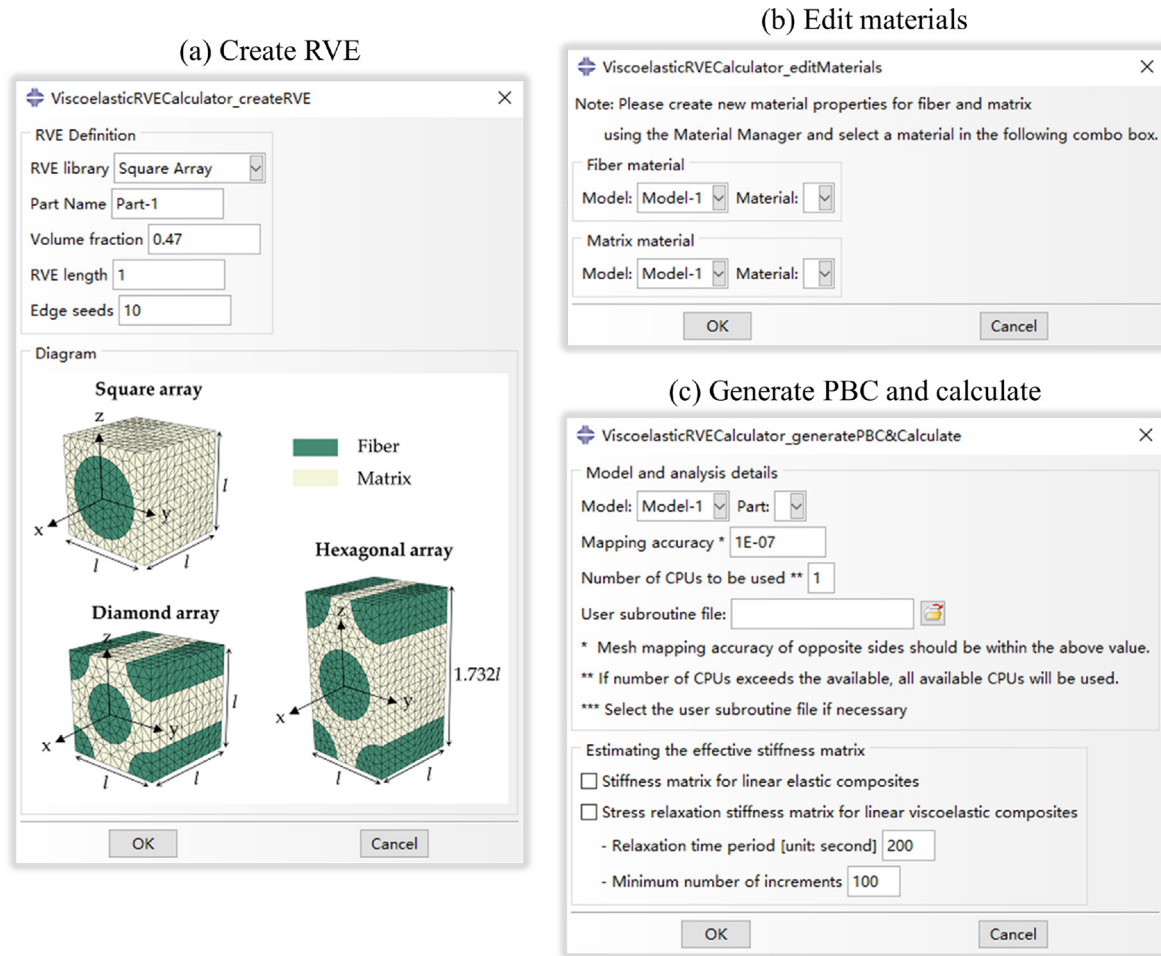 (a) Create RVE
ViscoelasticRVECalculator_createRVE
RVE Definition
RVE library Square Array
Part Name Part-1
Volume fraction 0.47
RVE length 1
Edge seeds 10
Diagram
Square array
z
y
x
l
l
l
Fiber
Matrix
Diamond array
z
y
x
l
l
l
Hexagonal array
z
y
x
1.732l
l
l
OK Cancel
(b) Edit materials
ViscoelasticRVECalculator_editMaterials
Note: Please create new material properties for fiber and matrix
using the Material Manager and select a material in the following combo box.
Fiber material
Model: Model-1 Material:
Matrix material
Model: Model-1 Material:
OK Cancel
(c) Generate PBC and calculate
ViscoelasticRVECalculator_generatePBC&Calculate
Model and analysis details
Model: Model-1 Part:
Mapping accuracy * 1E-07
Number of CPUs to be used ** 1
User subroutine file:
* Mesh mapping accuracy of opposite sides should be within the above value.
** If number of CPUs exceeds the available, all available CPUs will be used.
*** Select the user subroutine file if necessary
Estimating the effective stiffness matrix
Stiffness matrix for linear elastic composites
Stress relaxation stiffness matrix for linear viscoelastic composites
- Relaxation time period [unit: second] 200
- Minimum number of increments 100
OK Cancel